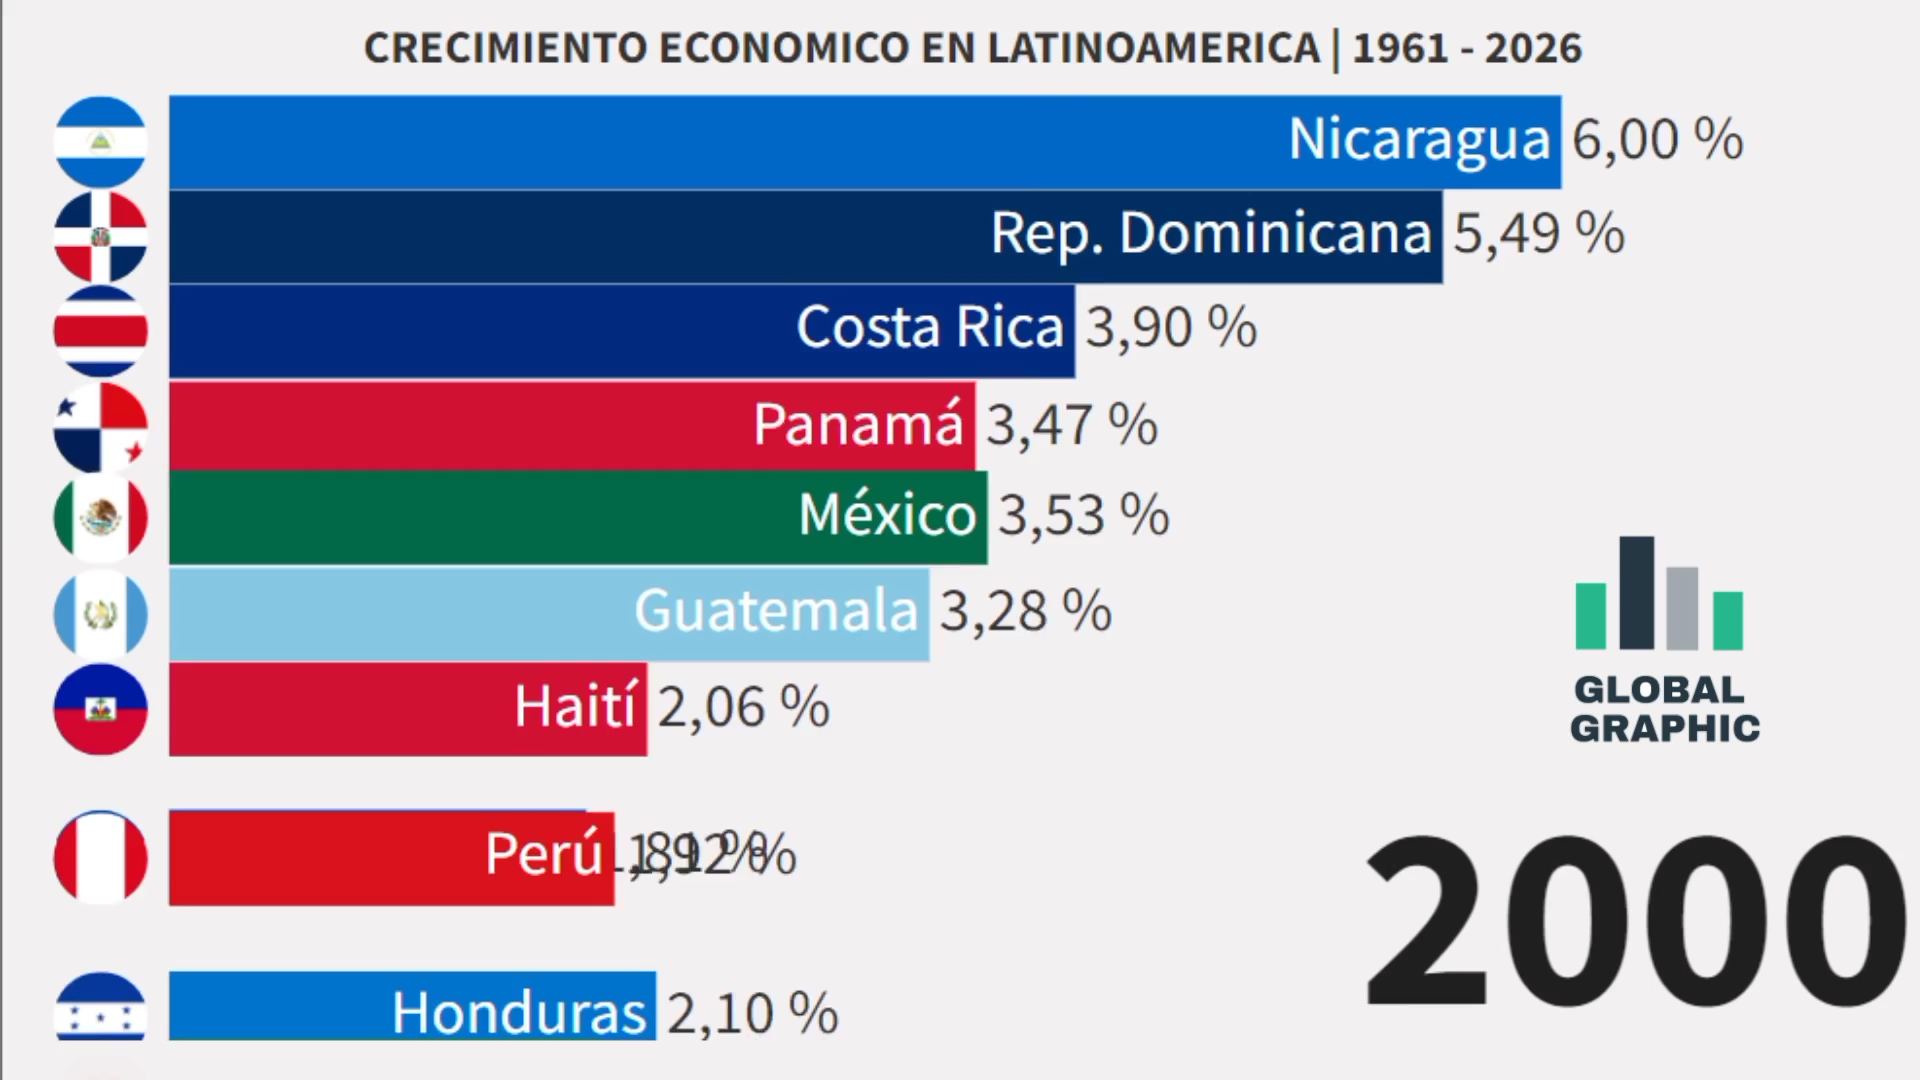 CRECIMIENTO ECONOMICO EN LATINOAMERICA | 1961 - 2026
Nicaragua 6,00 %
Rep. Dominicana 5,49 %
Costa Rica 3,90 %
Panamá 3,47 %
México 3,53 %
Guatemala 3,28 %
Haití 2,06 %
Perú
Honduras 2,10 %
GLOBAL
GRAPHIC
2000